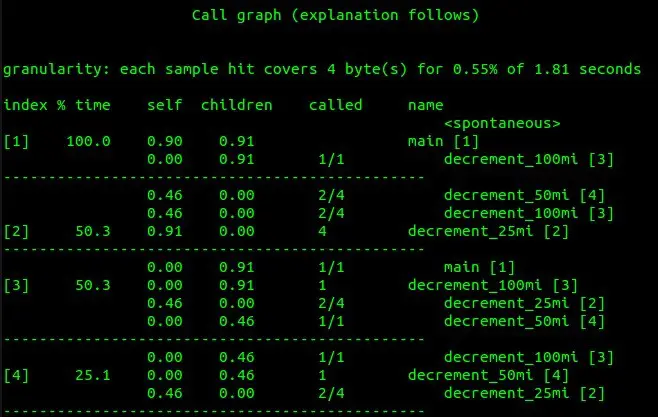 Call graph (explanation follows)
granularity: each sample hit covers 4 byte(s) for 0.55% of 1.81 seconds
index % time    self  children    called     name
                                                 <spontaneous>
[1]    100.0    0.90    0.91                 main [1]
                0.00    0.91       1/1           decrement_100mi [3]
-----------------------------------------------
                0.46    0.00       2/4           decrement_50mi [4]
                0.46    0.00       2/4           decrement_100mi [3]
[2]     50.3    0.91    0.00       4         decrement_25mi [2]
-----------------------------------------------
                0.00    0.91       1/1           main [1]
[3]     50.3    0.00    0.91       1         decrement_100mi [3]
                0.46    0.00       2/4           decrement_25mi [2]
                0.00    0.46       1/1           decrement_50mi [4]
-----------------------------------------------
                0.00    0.46       1/1           decrement_100mi [3]
[4]     25.1    0.00    0.46       1         decrement_50mi [4]
                0.46    0.00       2/4           decrement_25mi [2]
-----------------------------------------------